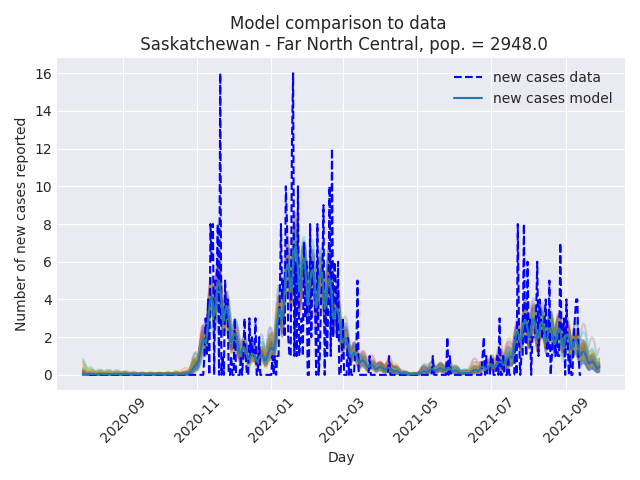 Model comparison to data
Saskatchewan - Far North Central, pop. = 2948.0
new cases data
new cases model
Number of new cases reported
16
14
12
10
8
6
4
2
0
2020-09
2020-11
2021-01
2021-03
2021-05
2021-07
2021-09
Day